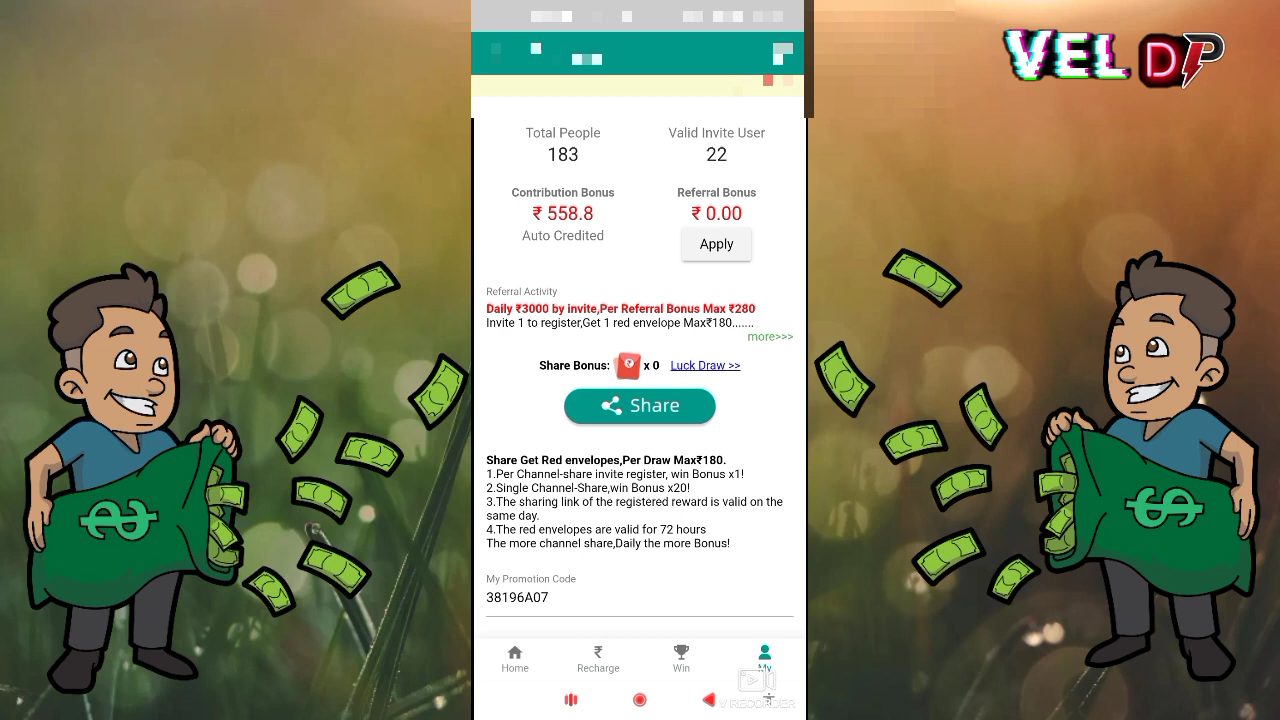 VEL DP
Total People
183
Valid Invite User
22
Contribution Bonus
₹ 558.8
Auto Credited
Referral Bonus
₹ 0.00
Apply
Referral Activity
Daily ₹3000 by invite,Per Referral Bonus Max ₹280
Invite 1 to register,Get 1 red envelope Max₹180.......
more>>>
Share Bonus: x 0 Luck Draw >>
Share
Share Get Red envelopes,Per Draw Max₹180.
1.Per Channel-share invite register, win Bonus x1!
2.Single Channel-Share,win Bonus x20!
3.The sharing link of the registered reward is valid on the
same day.
4.The red envelopes are valid for 72 hours
The more channel share,Daily the more Bonus!
My Promotion Code
38196A07
Home Recharge Win My
V RECORDER